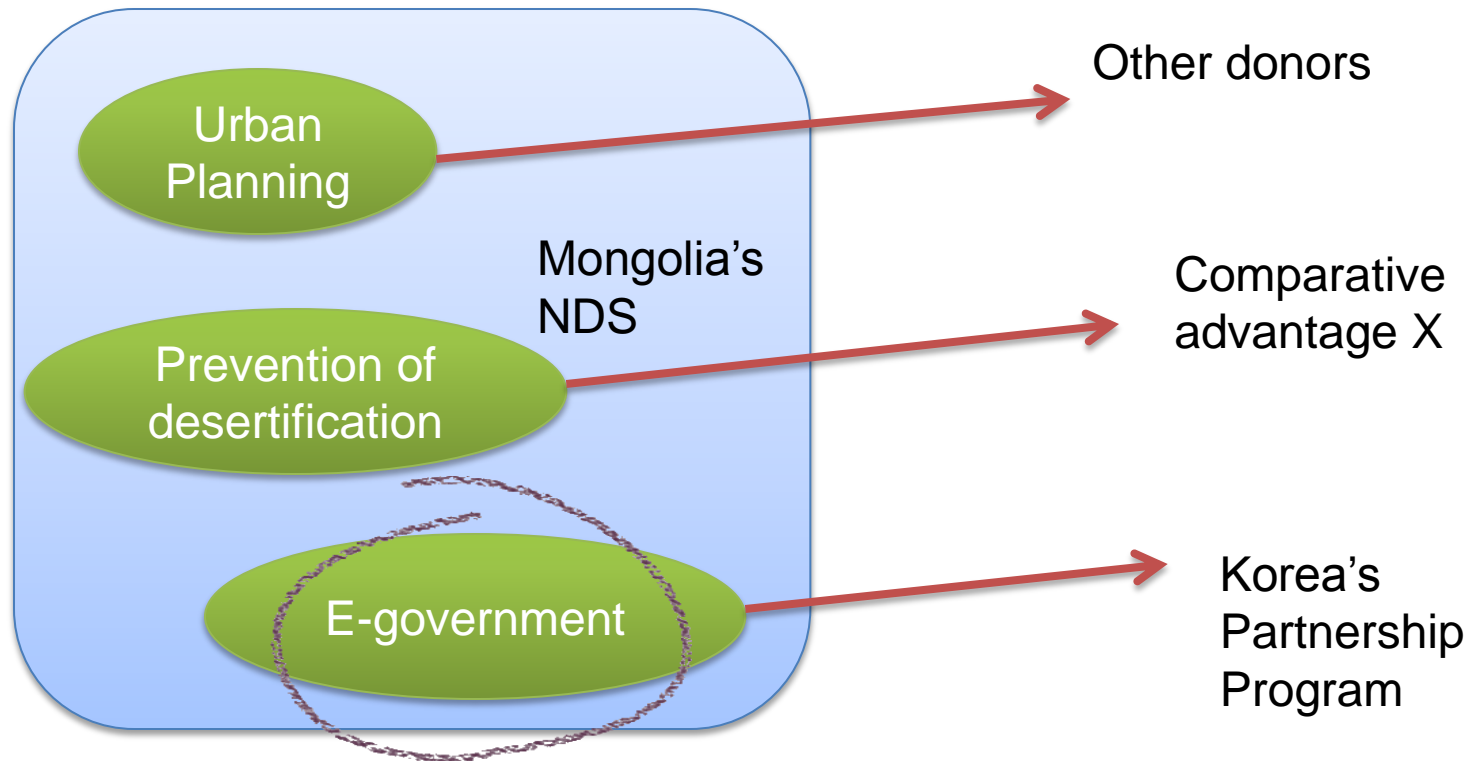 Other donors
Urban
Planning
Mongolia’s
NDS
Comparative
advantage X
Prevention of
desertification
E-government
Korea’s
Partnership
Program